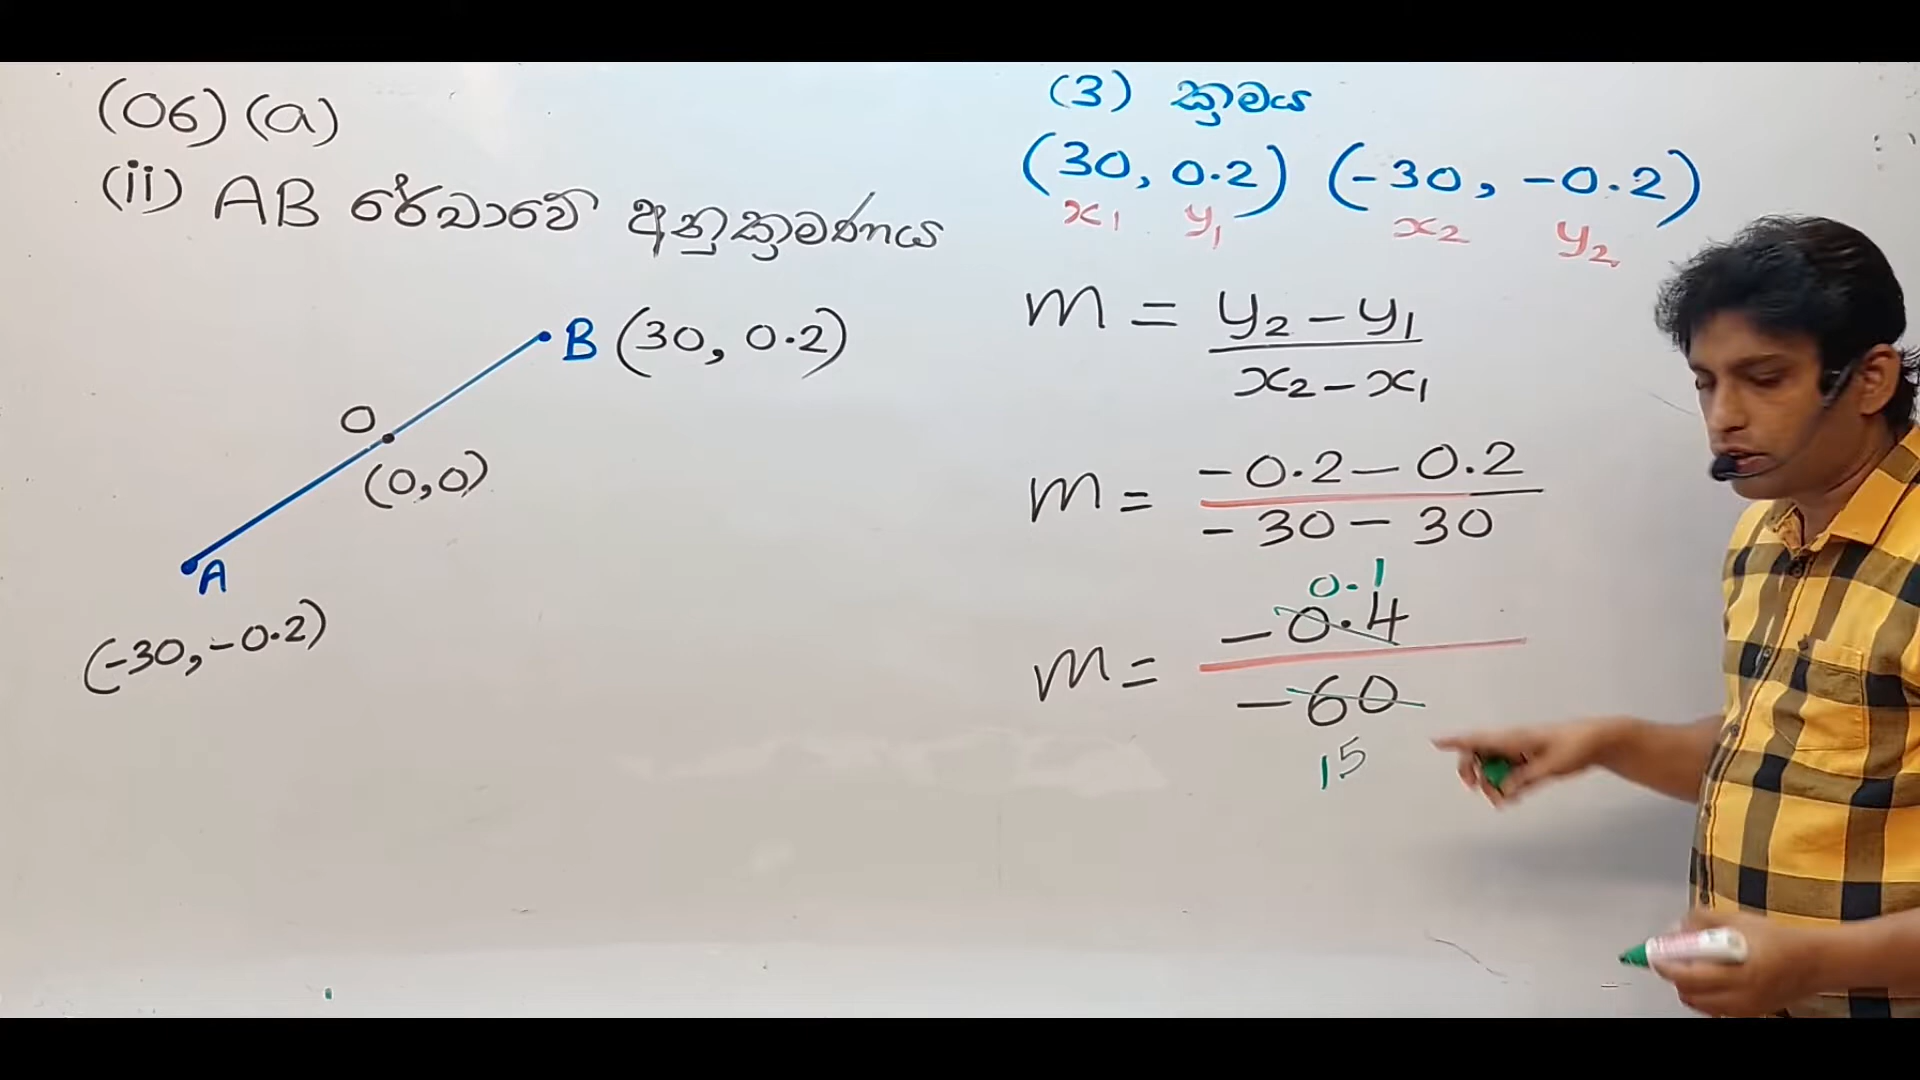 (06) (a)
(ii) AB රේඛාවේ අනුක්‍රමණය
B (30, 0.2)
O
(0,0)
A
(-30, -0.2)
(3) ක්‍රමය
(30, 0.2) (-30, -0.2)
x₁ y₁ x₂ y₂
m = y₂ - y₁
x₂ - x₁
m = -0.2 - 0.2
-30 - 30
0.1
m = -0.4
-60
15